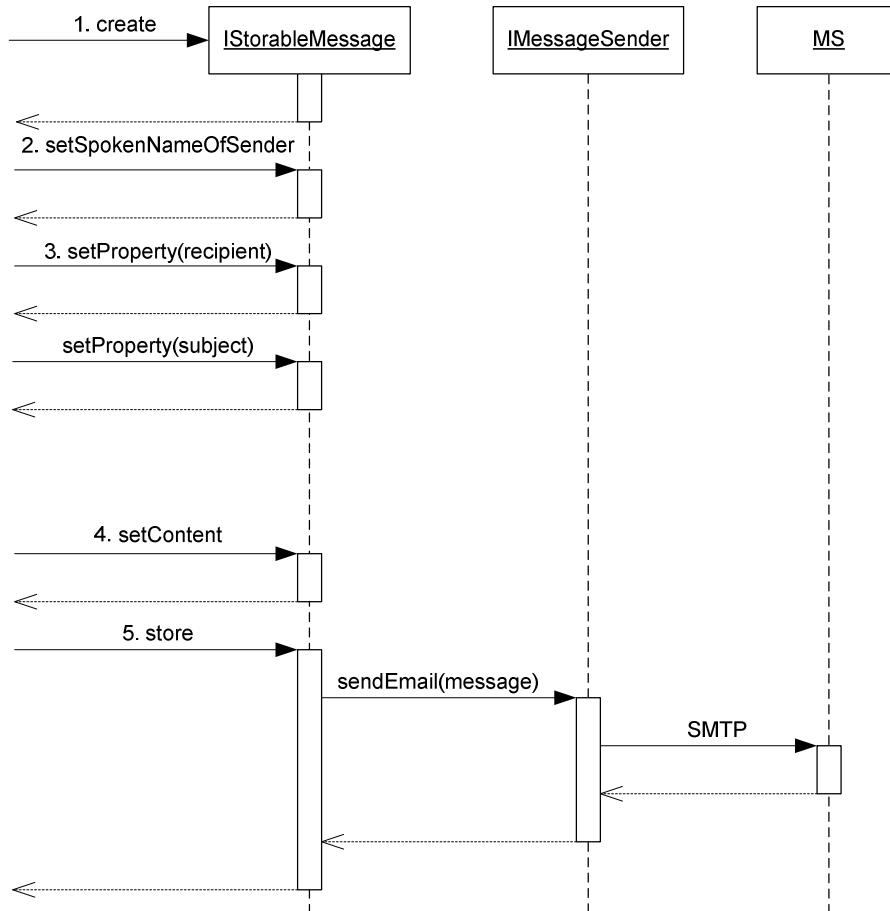 1. create
IStorableMessage
IMessageSender
MS
2. setSpokenNameOfSender
3. setProperty(recipient)
setProperty(subject)
4. setContent
5. store
sendEmail(message)
SMTP